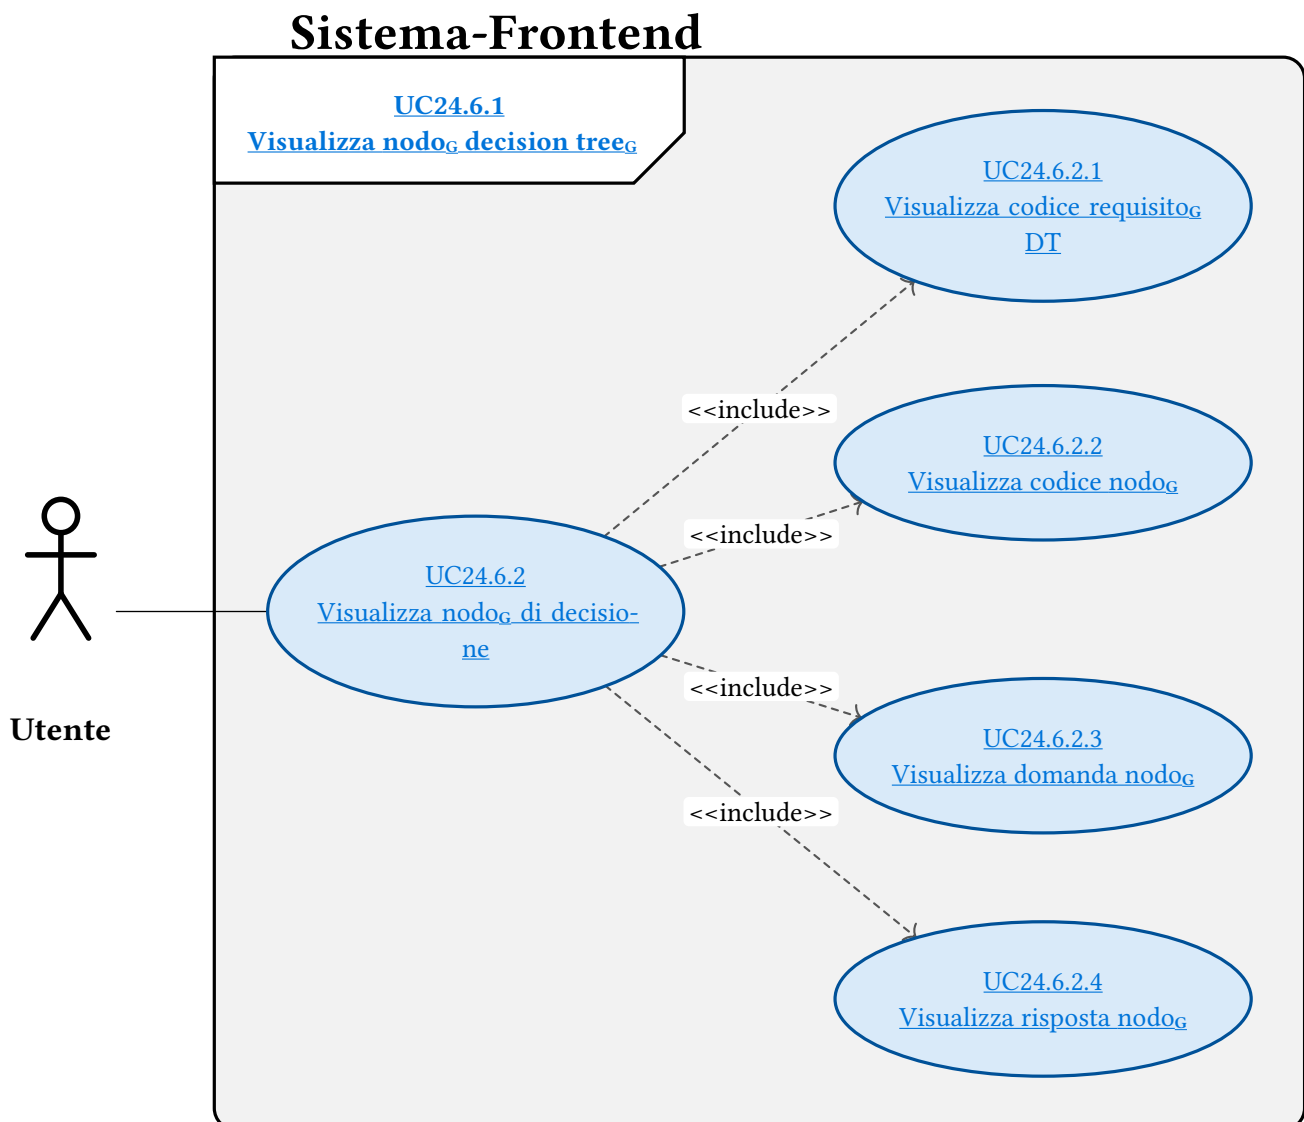 Sistema-Frontend
UC24.6.1
Visualizza nodoG decision treeG
UC24.6.2.1
Visualizza codice requisitoG
DT
<<include>>
UC24.6.2.2
Visualizza codice nodoG
<<include>>
UC24.6.2
Visualizza nodoG di decisio-
ne
Utente
<<include>>
UC24.6.2.3
Visualizza domanda nodoG
<<include>>
UC24.6.2.4
Visualizza risposta nodoG